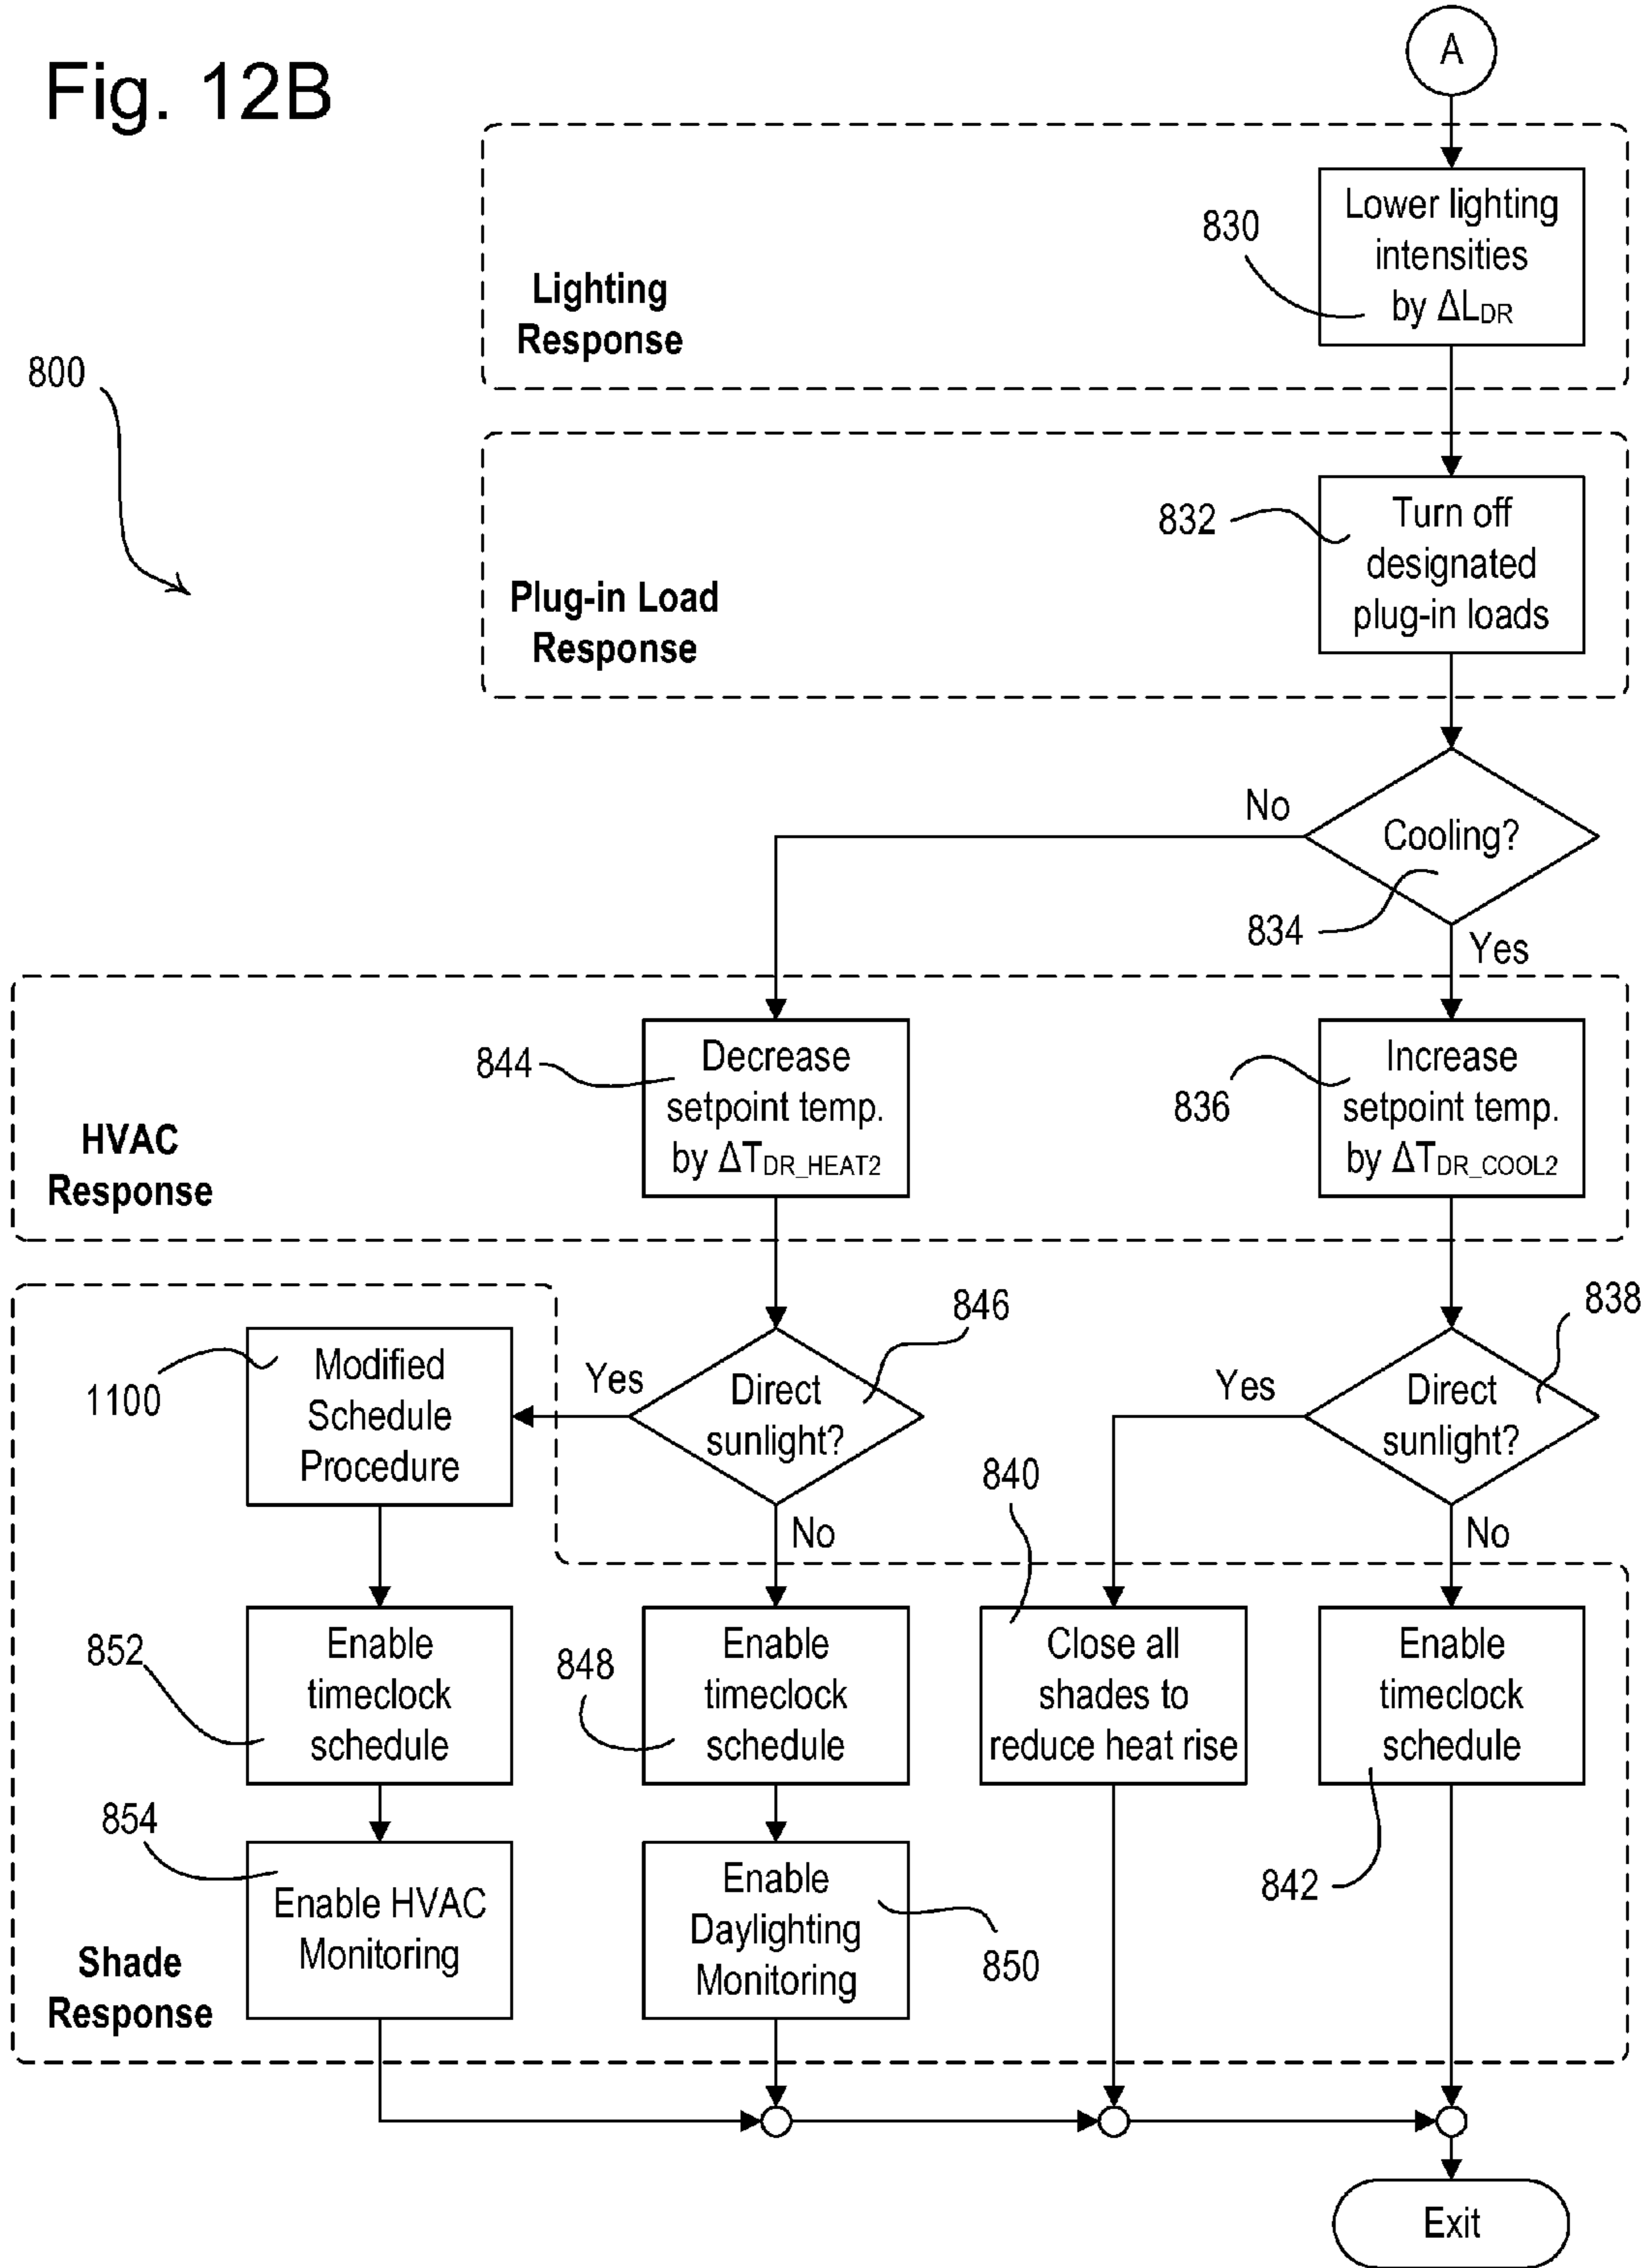 Fig. 12B
A
800
Lighting
Response
830
Lower lighting
intensities
by ΔLDR
Plug-in Load
Response
832
Turn off
designated
plug-in loads
Cooling?
834
No
Yes
HVAC
Response
844
Decrease
setpoint temp.
by ΔTDR_HEAT2
836
Increase
setpoint temp.
by ΔTDR_COOL2
1100
Modified
Schedule
Procedure
Yes
846
Direct
sunlight?
No
Yes
838
Direct
sunlight?
No
852
Enable
timeclock
schedule
848
Enable
timeclock
schedule
840
Close all
shades to
reduce heat rise
Enable
timeclock
schedule
842
854
Enable HVAC
Monitoring
Enable
Daylighting
Monitoring
850
Shade
Response
Exit